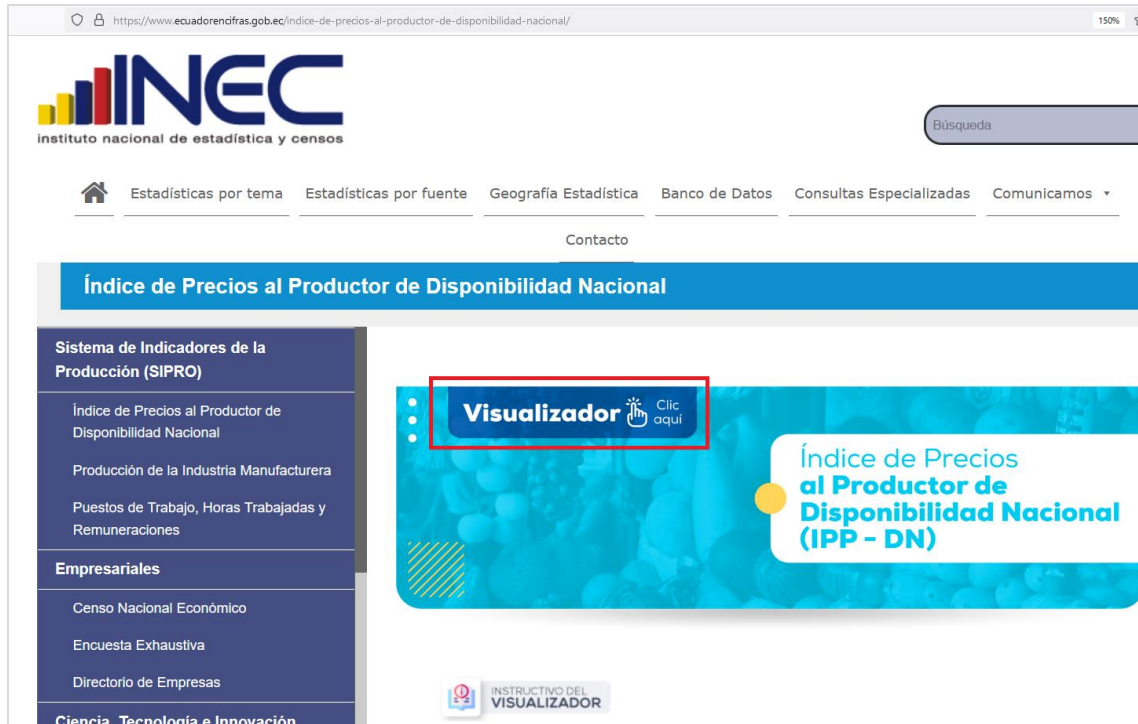 https://www.ecuadorencifras.gob.ec/indice-de-precios-al-productor-de-disponibilidad-nacional/
150%
INEC
instituto nacional de estadística y censos
Búsqueda
Estadísticas por tema Estadísticas por fuente Geografía Estadística Banco de Datos Consultas Especializadas Comunicamos
Contacto
Índice de Precios al Productor de Disponibilidad Nacional
Sistema de Indicadores de la
Producción (SIPRO)
Índice de Precios al Productor de
Disponibilidad Nacional
Producción de la Industria Manufacturera
Puestos de Trabajo, Horas Trabajadas y
Remuneraciones
Empresariales
Censo Nacional Económico
Encuesta Exhaustiva
Directorio de Empresas
Ciencia, Tecnología e Innovación
Visualizador Clic
aquí
Índice de Precios
al Productor de
Disponibilidad Nacional
(IPP - DN)
INSTRUCTIVO DEL
VISUALIZADOR